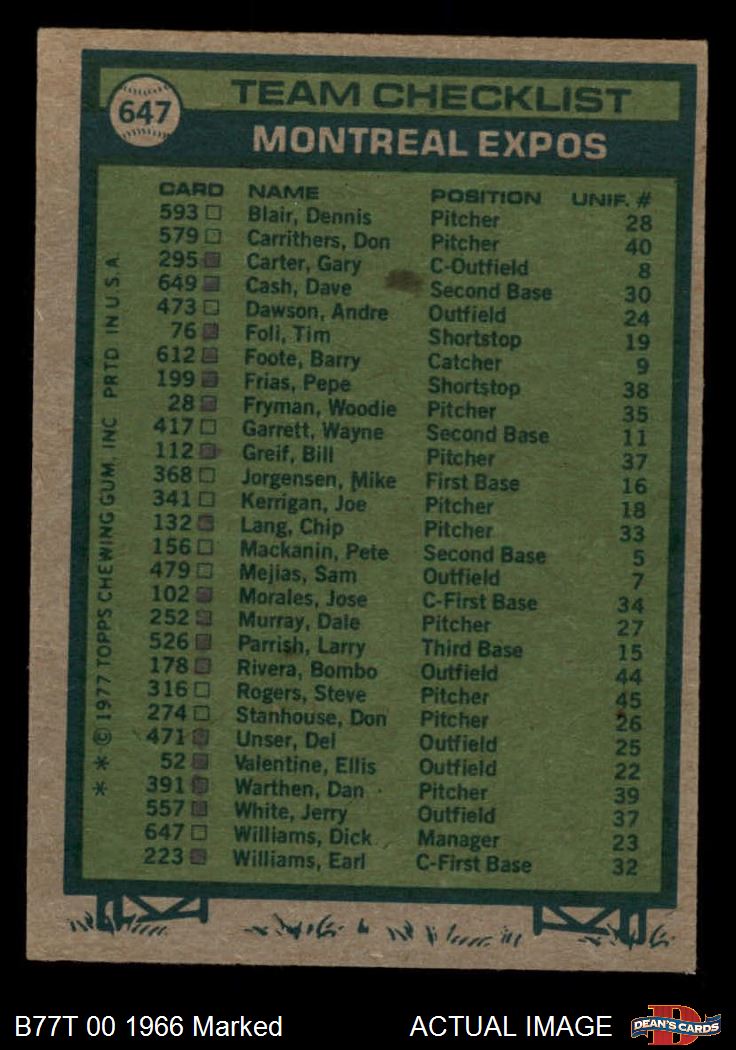 647
TEAM CHECKLIST
MONTREAL EXPOS
CARD NAME POSITION UNIF. #
593 Blair, Dennis Pitcher 28
579 Carrithers, Don Pitcher 40
295 Carter, Gary C-Outfield 8
649 Cash, Dave Second Base 30
473 Dawson, Andre Outfield 24
76 Foli, Tim Shortstop 19
612 Foote, Barry Catcher 9
199 Frias, Pepe Shortstop 38
28 Fryman, Woodie Pitcher 35
417 Garrett, Wayne Second Base 11
112 Greif, Bill Pitcher 37
368 Jorgensen, Mike First Base 16
341 Kerrigan, Joe Pitcher 18
132 Lang, Chip Pitcher 33
156 Mackanin, Pete Second Base 5
479 Mejias, Sam Outfield 7
102 Morales, Jose C-First Base 34
252 Murray, Dale Pitcher 27
526 Parrish, Larry Third Base 15
178 Rivera, Bombo Outfield 44
316 Rogers, Steve Pitcher 45
274 Stanhouse, Don Pitcher 26
471 Unser, Del Outfield 25
52 Valentine, Ellis Outfield 22
391 Warthen, Dan Pitcher 39
557 White, Jerry Outfield 37
647 Williams, Dick Manager 23
223 Williams, Earl C-First Base 32
* * © 1977 TOPPS CHEWING GUM, INC PRTD IN U.S.A.
B77T 00 1966 Marked ACTUAL IMAGE
D
DEAN'S CARDS